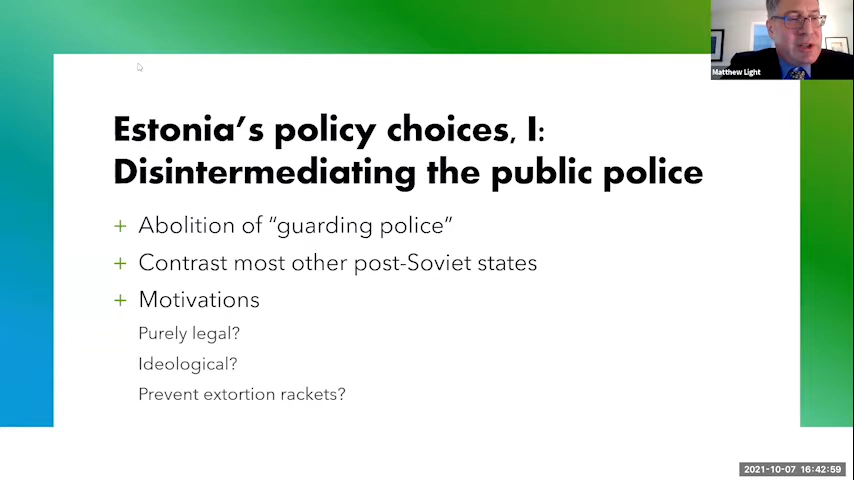 Matthew Light
Estonia's policy choices, I:
Disintermediating the public police
+ Abolition of “guarding police”
+ Contrast most other post-Soviet states
+ Motivations
Purely legal?
Ideological?
Prevent extortion rackets?
2021-10-07 16:42:59